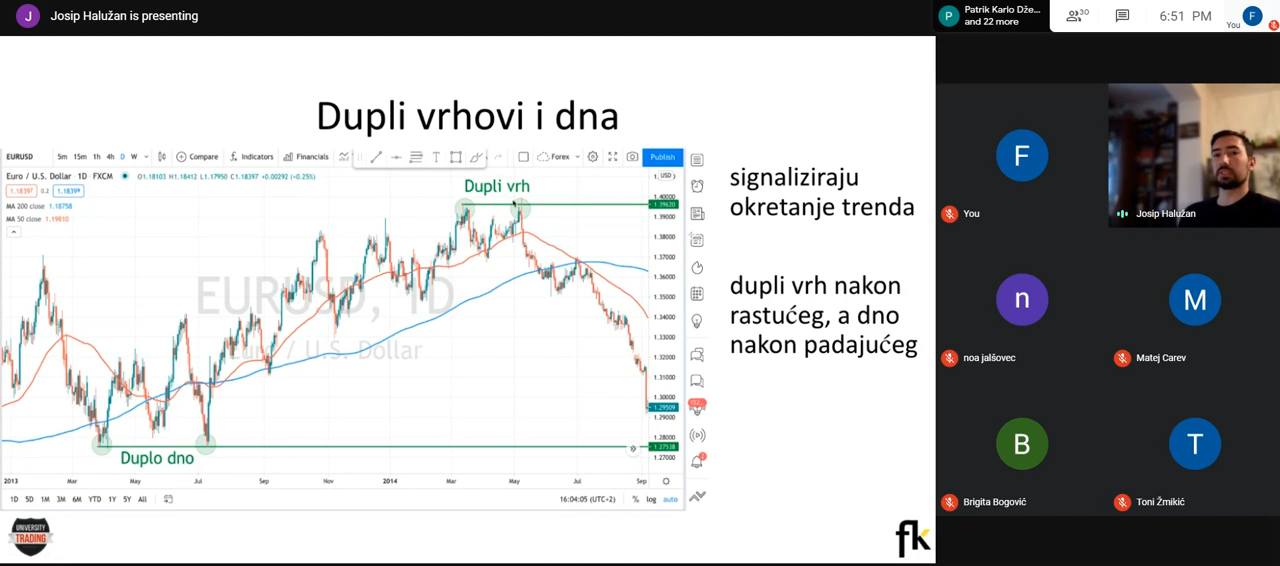 J
Josip Halužan is presenting
P
Patrik Karlo Dže...
and 22 more
30
6:51 PM
You
F
Dupli vrhovi i dna
EURUSD
5m 15m 1h 4h D W
Compare
Indicators
Financials
T
Forex
Publish
Euro / U.S. Dollar 1D FXCM
O1.18103 H1.18412 L1.17950 C1.18397 +0.00292 (+0.25%)
USD
1.18397
0.2
1.18399
MA 200 close 1.18758
MA 50 close 1.19810
Dupli vrh
EURUSD, 1D
Euro / U.S. Dollar
Duplo dno
1.40000
1.39620
1.39000
1.38000
1.37000
1.36000
1.35000
1.34000
1.33000
1.32000
1.31000
1.30000
1.29509
1.29000
1.28000
1.27538
1.27000
2013 Mar May Jul Sep Nov 2014 Mar May Jul Sep
1D 5D 1M 3M 6M YTD 1Y 5Y All
16:04:05 (UTC+2)
% log auto
signaliziraju
okretanje trenda
dupli vrh nakon
rastućeg, a dno
nakon padajućeg
UNIVERSITY
TRADING
fk
F
You
Josip Halužan
n
noa jalšovec
M
Matej Carev
B
Brigita Bogović
T
Toni Žmikić